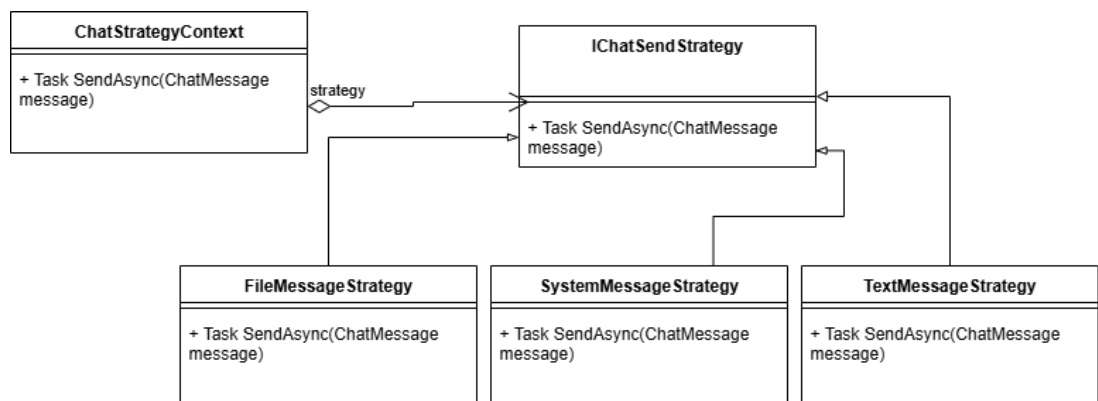 ChatStrategyContext
+ Task SendAsync(ChatMessage
message)
strategy
IChatSendStrategy
+ Task SendAsync(ChatMessage
message)
FileMessageStrategy
+ Task SendAsync(ChatMessage
message)
SystemMessageStrategy
+ Task SendAsync(ChatMessage
message)
TextMessageStrategy
+ Task SendAsync(ChatMessage
message)